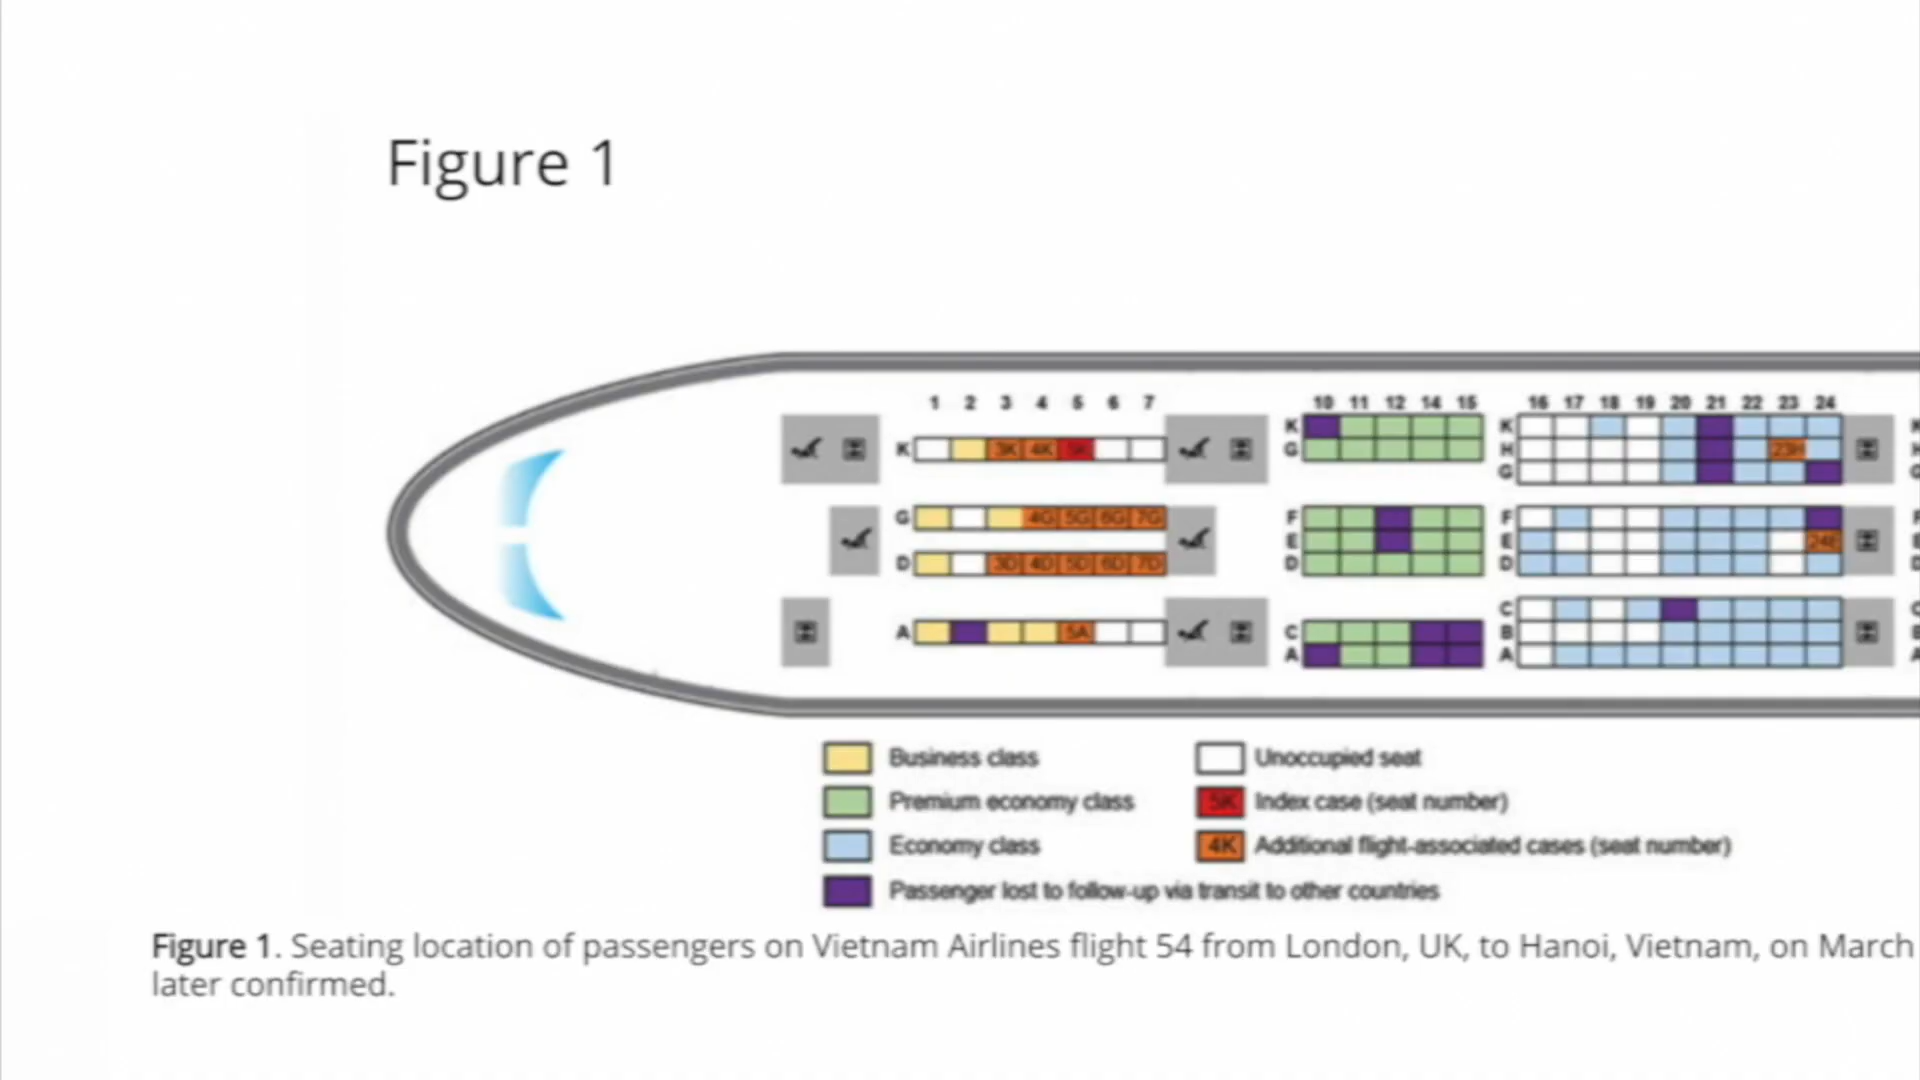 Figure 1
1 2 3 4 5 6 7 10 11 12 14 15 16 17 18 19 20 21 22 23 24
K 3K 4K 5K K K
G H 23H
G
G 4G 5G 6G 7G F F
E E 24E
D 3D 4D 5D 6D 7D D D
C
A 5A C B
A A
Business class Unoccupied seat
Premium economy class 5K Index case (seat number)
Economy class 4K Additional flight-associated cases (seat number)
Passenger lost to follow-up via transit to other countries
Figure 1. Seating location of passengers on Vietnam Airlines flight 54 from London, UK, to Hanoi, Vietnam, on March
later confirmed.